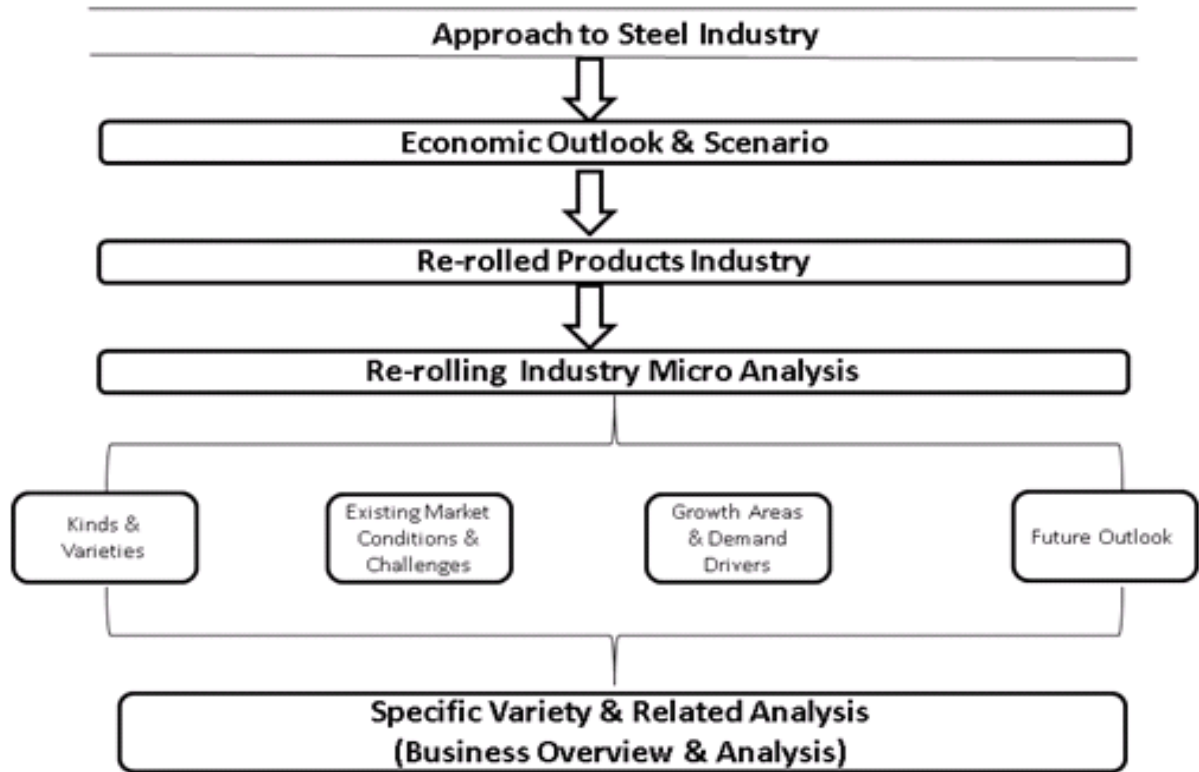 Approach to Steel Industry
Economic Outlook & Scenario
Re-rolled Products Industry
Re-rolling Industry Micro Analysis
Kinds &
Varieties
Existing Market
Conditions &
Challenges
Growth Areas
& Demand
Drivers
Future Outlook
Specific Variety & Related Analysis
(Business Overview & Analysis)